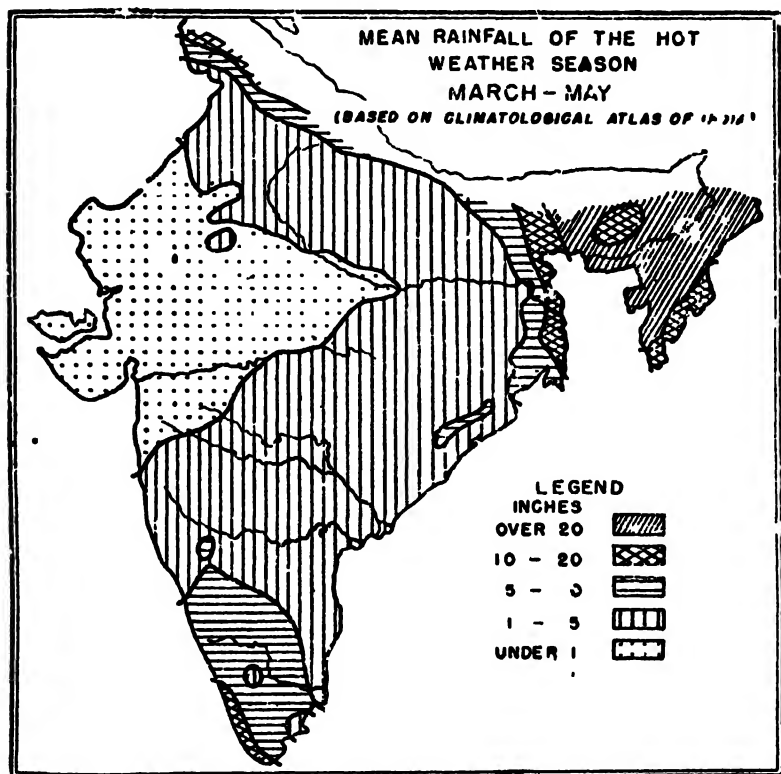 MEAN RAINFALL OF THE HOT
WEATHER SEASON
MARCH - MAY
(BASED ON CLIMATOLOGICAL ATLAS OF
LEGEND
INCHES
OVER 20
10 - 20
5 -
1 - 5
UNDER 1